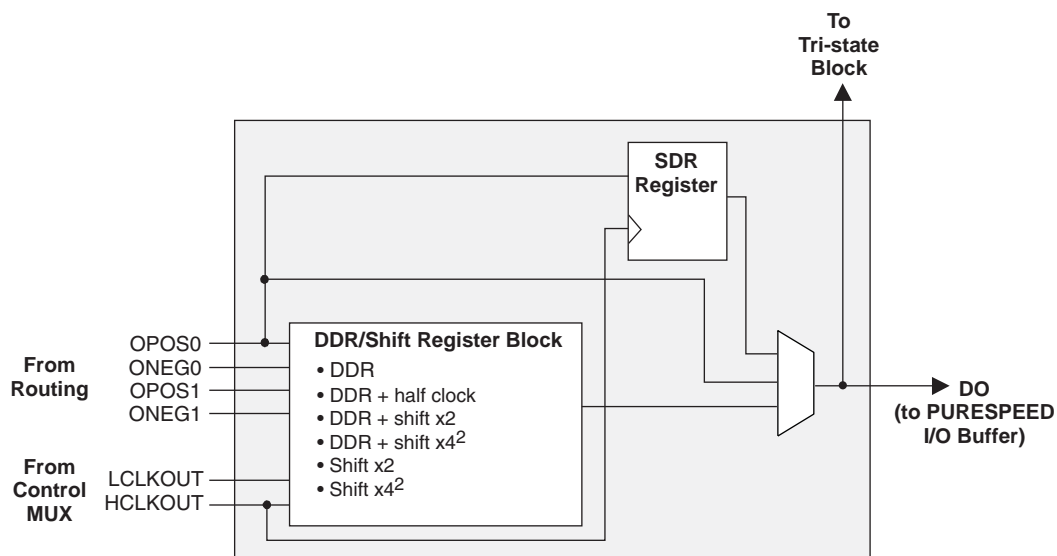 To
Tri-state
Block
SDR
Register
From
Routing
OPOS0
ONEG0
OPOS1
ONEG1
From
Control
MUX
LCLKOUT
HCLKOUT
DDR/Shift Register Block
• DDR
• DDR + half clock
• DDR + shift x2
• DDR + shift x4²
• Shift x2
• Shift x4²
DO
(to PURESPEED
I/O Buffer)